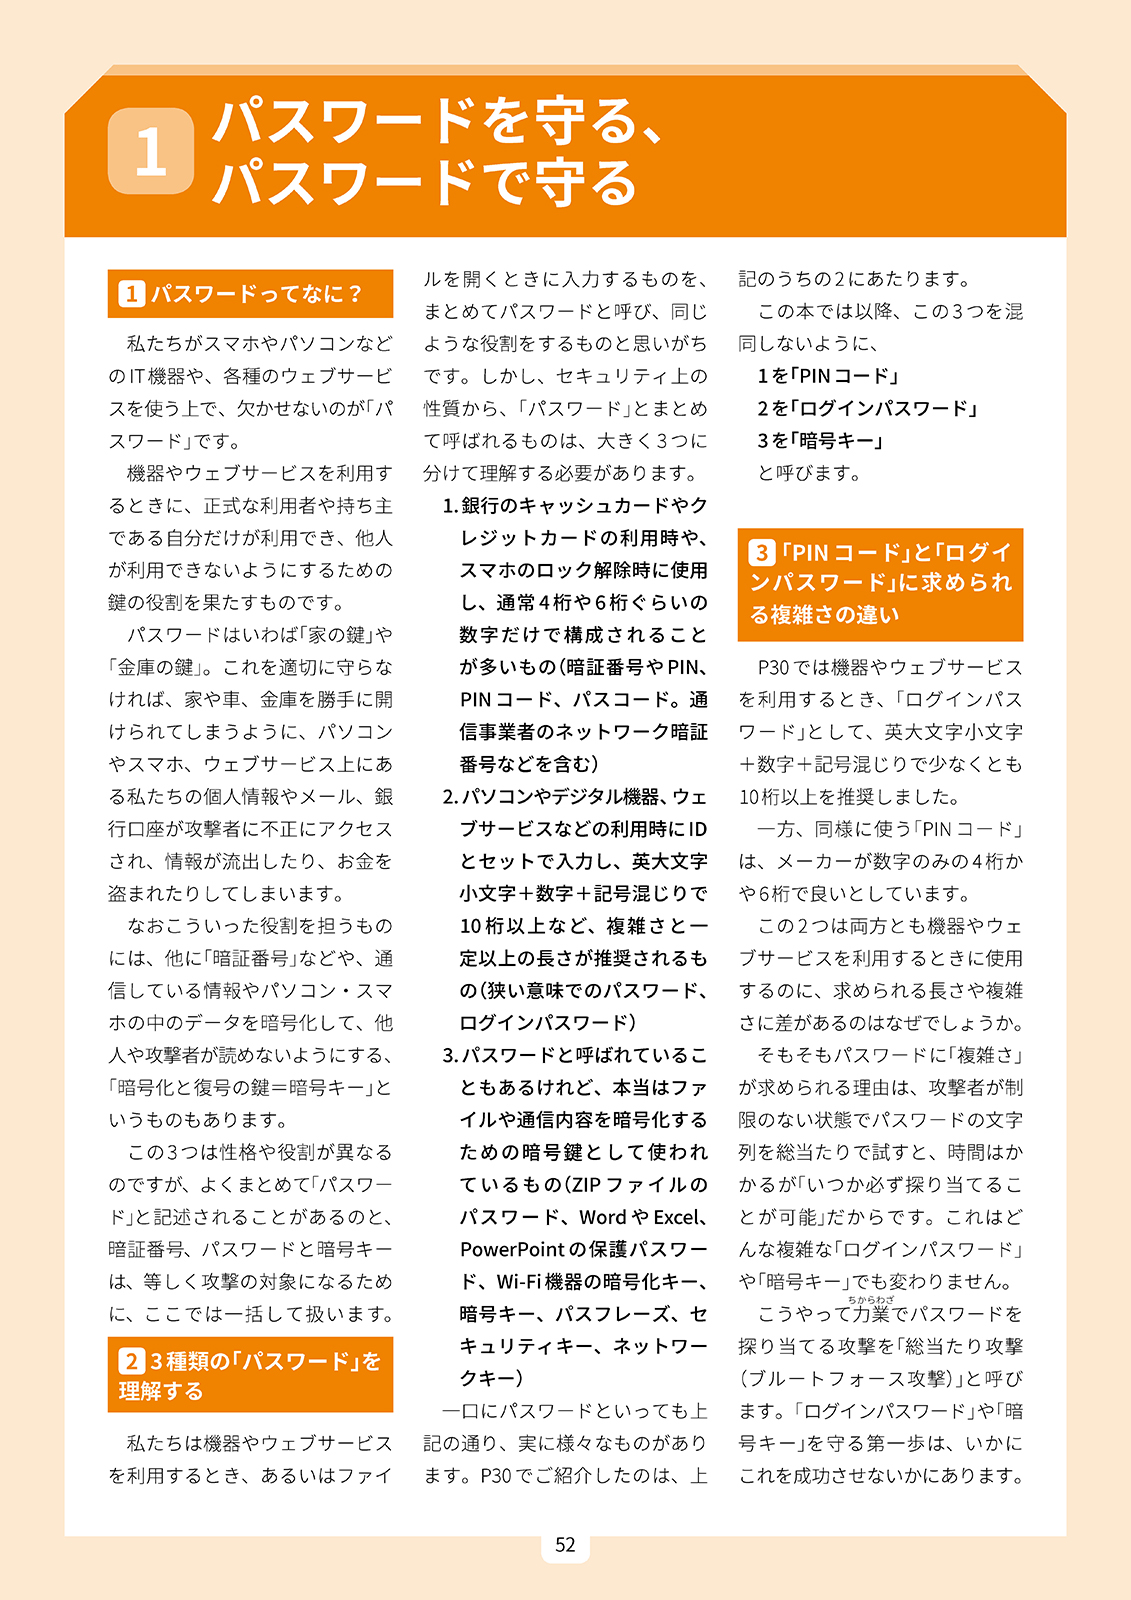 1
パスワードを守る、
パスワードで守る
1 パスワードってなに？
私たちがスマホやパソコンなど
のIT機器や、各種のウェブサービ
スを使う上で、欠かせないのが「パ
スワード」です。
機器やウェブサービスを利用す
るときに、正式な利用者や持ち主
である自分だけが利用でき、他人
が利用できないようにするための
鍵の役割を果たすものです。
パスワードはいわば「家の鍵」や
「金庫の鍵」。これを適切に守らな
ければ、家や車、金庫を勝手に開
けられてしまうように、パソコン
やスマホ、ウェブサービス上にあ
る私たちの個人情報やメール、銀
行口座が攻撃者に不正にアクセス
され、情報が流出したり、お金を
盗まれたりしてしまいます。
なおこういった役割を担うもの
には、他に「暗証番号」などや、通
信している情報やパソコン・スマ
ホの中のデータを暗号化して、他
人や攻撃者が読めないようにする、
「暗号化と復号の鍵＝暗号キー」と
いうものもあります。
この3つは性格や役割が異なる
のですが、よくまとめて「パスワー
ド」と記述されることがあるのと、
暗証番号、パスワードと暗号キー
は、等しく攻撃の対象になるため
に、ここでは一括して扱います。
2 3種類の「パスワード」を
理解する
私たちは機器やウェブサービス
を利用するとき、あるいはファイ
ルを開くときに入力するものを、
まとめてパスワードと呼び、同じ
ような役割をするものと思いがち
です。しかし、セキュリティ上の
性質から、「パスワード」とまとめ
て呼ばれるものは、大きく3つに
分けて理解する必要があります。
1. 銀行のキャッシュカードやク
レジットカードの利用時や、
スマホのロック解除時に使用
し、通常4桁や6桁ぐらいの
数字だけで構成されること
が多いもの（暗証番号やPIN、
PINコード、パスコード。通
信事業者のネットワーク暗証
番号などを含む）
2. パソコンやデジタル機器、ウェ
ブサービスなどの利用時にID
とセットで入力し、英大文字
小文字＋数字＋記号混じりで
10桁以上など、複雑さと一
定以上の長さが推奨されるも
の（狭い意味でのパスワード、
ログインパスワード）
3. パスワードと呼ばれているこ
ともあるけれど、本当はファ
イルや通信内容を暗号化する
ための暗号鍵として使われ
ているもの（ZIPファイルの
パスワード、WordやExcel、
PowerPointの保護パスワー
ド、Wi-Fi機器の暗号化キー、
暗号キー、パスフレーズ、セ
キュリティキー、ネットワー
クキー）
一口にパスワードといっても上
記の通り、実に様々なものがあり
ます。P30でご紹介したのは、上
記のうちの2にあたります。
この本では以降、この3つを混
同しないように、
1を「PINコード」
2を「ログインパスワード」
3を「暗号キー」
と呼びます。
3 「PINコード」と「ログイ
ンパスワード」に求められ
る複雑さの違い
P30では機器やウェブサービス
を利用するとき、「ログインパス
ワード」として、英大文字小文字
＋数字＋記号混じりで少なくとも
10桁以上を推奨しました。
一方、同様に使う「PINコード」
は、メーカーが数字のみの4桁か
や6桁で良いとしています。
この2つは両方とも機器やウェ
ブサービスを利用するときに使用
するのに、求められる長さや複雑
さに差があるのはなぜでしょうか。
そもそもパスワードに「複雑さ」
が求められる理由は、攻撃者が制
限のない状態でパスワードの文字
列を総当たりで試すと、時間はか
かるが「いつか必ず探り当てるこ
とが可能」だからです。これはど
んな複雑な「ログインパスワード」
や「暗号キー」でも変わりません。
ちからわざ
こうやって力業でパスワードを
探り当てる攻撃を「総当たり攻撃
（ブルートフォース攻撃）」と呼び
ます。「ログインパスワード」や「暗
号キー」を守る第一歩は、いかに
これを成功させないかにあります。
52